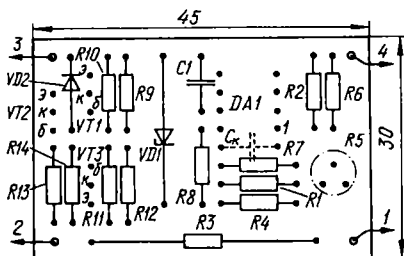 45
3
R10
э
VD2
к
C1
4
э
VT2 к
б
б
VT1
R9
DA1
R2
R6
R14
VT3
б
VD1
Cк
1
R7
R5
30
к
э
R13
R11
R12
R8
R1
R4
2
R3
1